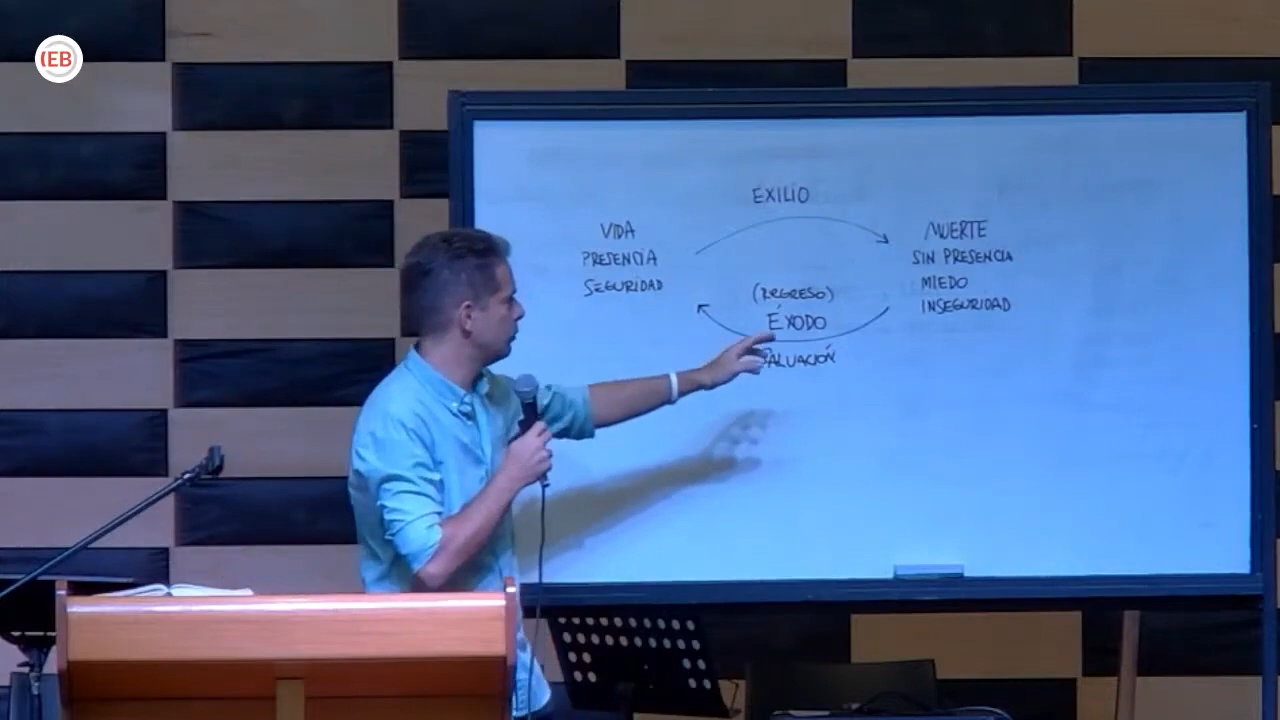 IEB
EXILIO
VIDA
PRESENCIA
SEGURIDAD
MUERTE
SIN PRESENCIA
MIEDO
INSEGURIDAD
(REGRESO)
ÉXODO